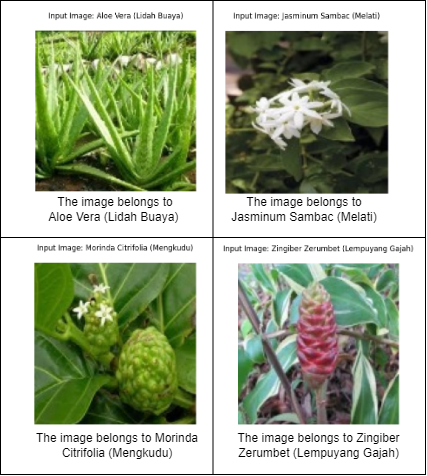 Input Image: Aloe Vera (Lidah Buaya)
The image belongs to
Aloe Vera (Lidah Buaya)
Input Image: Jasminum Sambac (Melati)
The image belongs to
Jasminum Sambac (Melati)
Input Image: Morinda Citrifolia (Mengkudu)
The image belongs to Morinda
Citrifolia (Mengkudu)
Input Image: Zingiber Zerumbet (Lempuyang Gajah)
The image belongs to Zingiber
Zerumbet (Lempuyang Gajah)